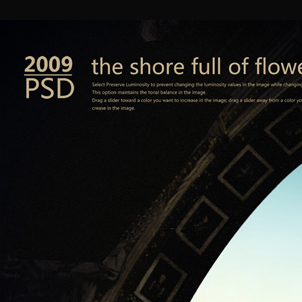 2009
PSD
the shore full of flowe
Select Preserve Luminosity to prevent changing the luminosity values in the image while changing
This option maintains the tonal balance in the image.
Drag a slider toward a color you want to increase in the image; drag a slider away from a color yo
crease in the image.